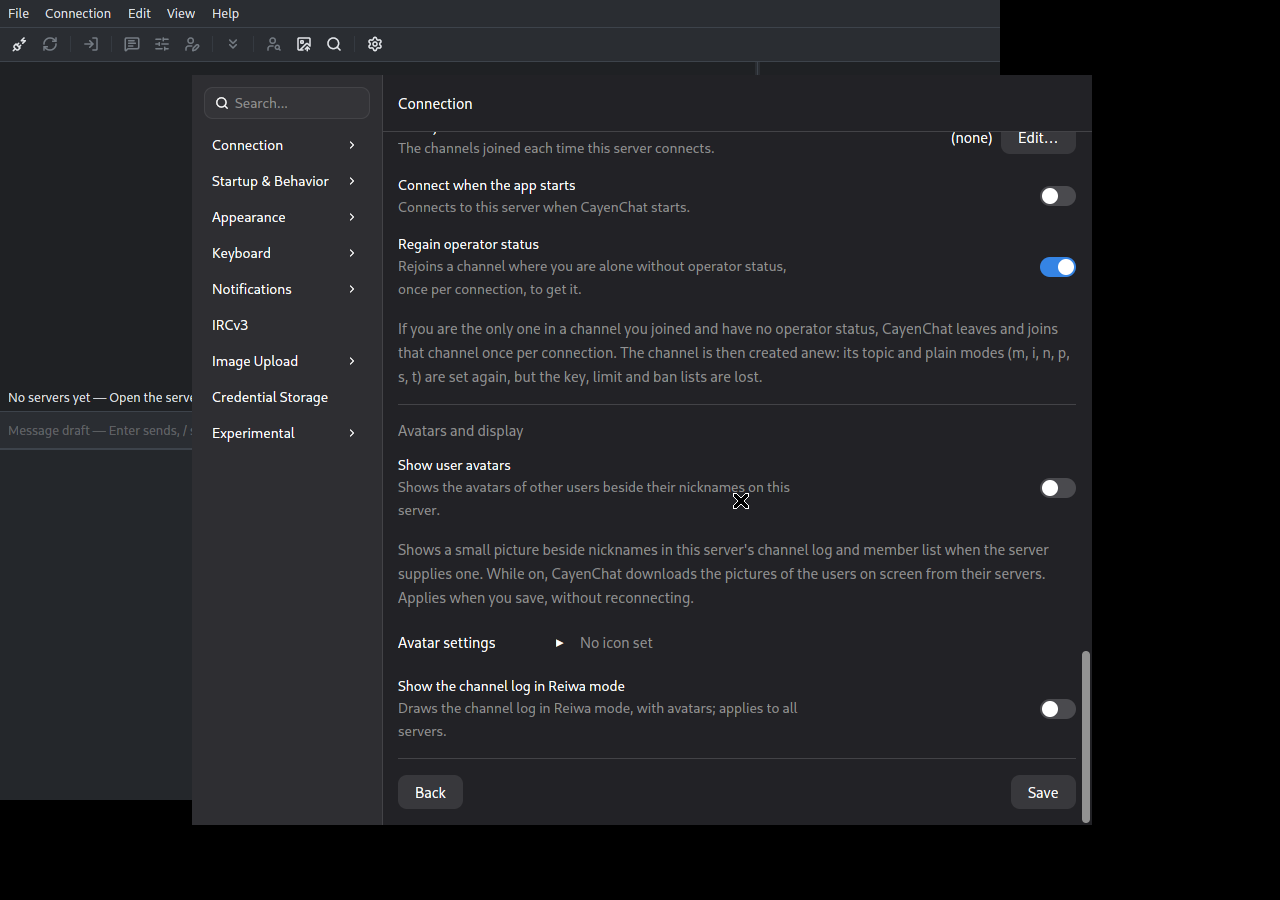 File Connection Edit View Help
Search...
Connection
Connection
Startup & Behavior
Appearance
Keyboard
Notifications
IRCv3
Image Upload
Credential Storage
Experimental
The channels joined each time this server connects.
(none) Edit...
Connect when the app starts
Connects to this server when CayenChat starts.
Regain operator status
Rejoins a channel where you are alone without operator status,
once per connection, to get it.
If you are the only one in a channel you joined and have no operator status, CayenChat leaves and joins
that channel once per connection. The channel is then created anew: its topic and plain modes (m, i, n, p,
s, t) are set again, but the key, limit and ban lists are lost.
Avatars and display
Show user avatars
Shows the avatars of other users beside their nicknames on this
server.
Shows a small picture beside nicknames in this server's channel log and member list when the server
supplies one. While on, CayenChat downloads the pictures of the users on screen from their servers.
Applies when you save, without reconnecting.
Avatar settings ▶ No icon set
Show the channel log in Reiwa mode
Draws the channel log in Reiwa mode, with avatars; applies to all
servers.
Back Save
No servers yet — Open the serve
Message draft — Enter sends, /